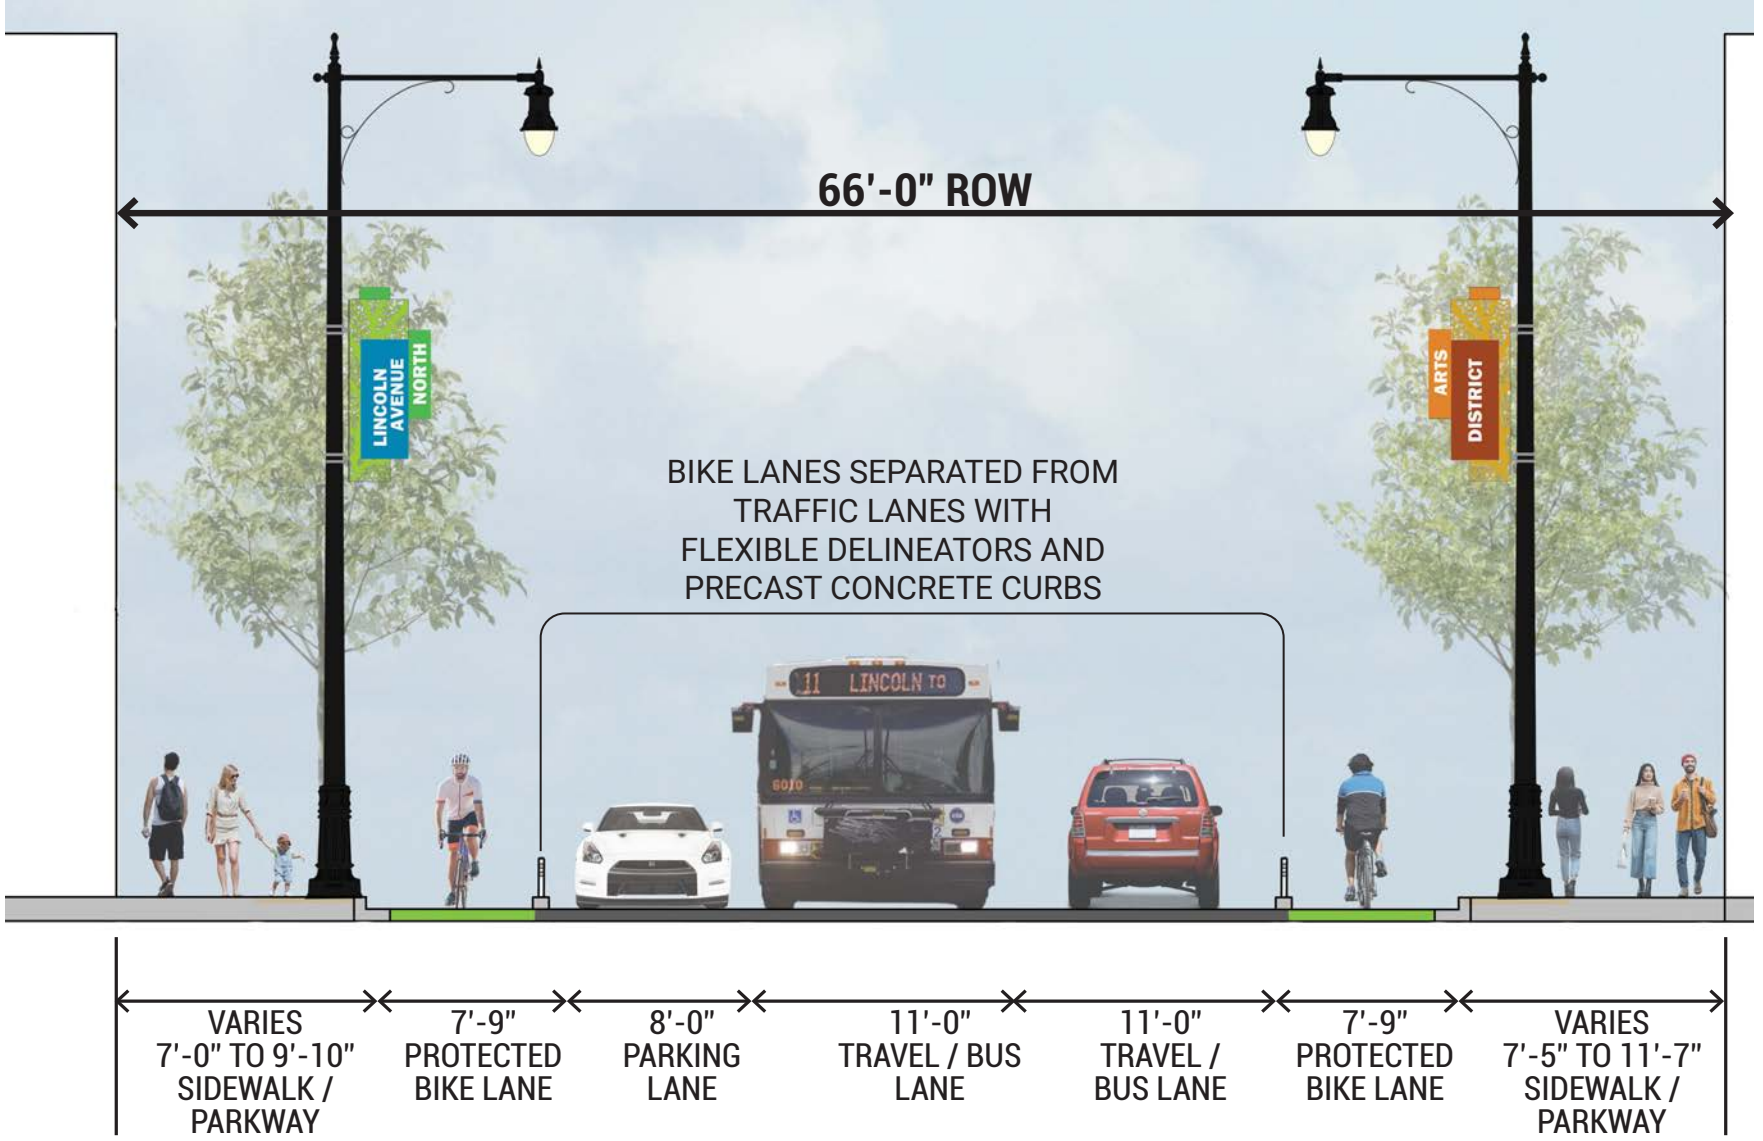 66'-0" ROW
LINCOLN
AVENUE
NORTH
ARTS
DISTRICT
BIKE LANES SEPARATED FROM
TRAFFIC LANES WITH
FLEXIBLE DELINEATORS AND
PRECAST CONCRETE CURBS
11 LINCOLN TO
6010
VARIES
7'-0" TO 9'-10"
SIDEWALK /
PARKWAY
7'-9"
PROTECTED
BIKE LANE
8'-0"
PARKING
LANE
11'-0"
TRAVEL / BUS
LANE
11'-0"
TRAVEL /
BUS LANE
7'-9"
PROTECTED
BIKE LANE
VARIES
7'-5" TO 11'-7"
SIDEWALK /
PARKWAY